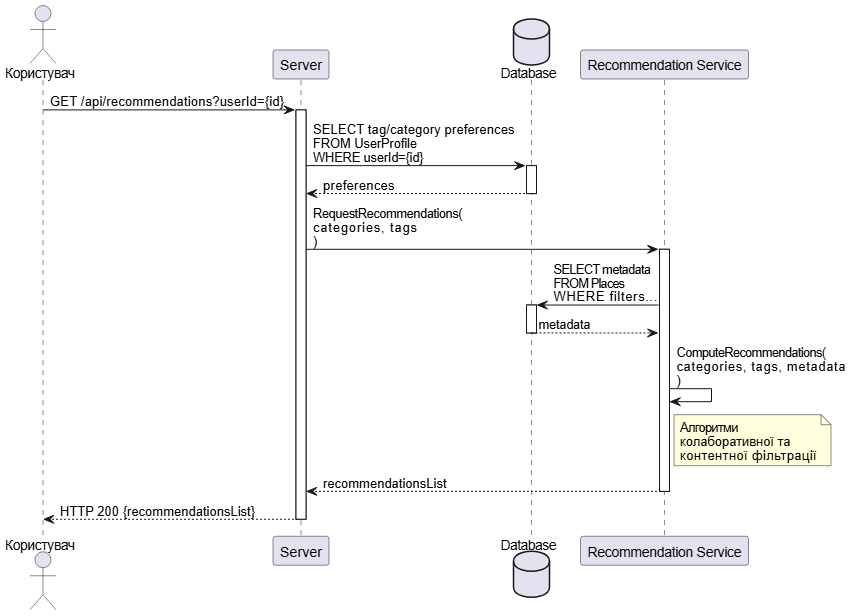 Користувач
Server
Database
Recommendation Service
GET /api/recommendations?userId={id}
SELECT tag/category preferences
FROM UserProfile
WHERE userId={id}
preferences
RequestRecommendations(
categories, tags
)
SELECT metadata
FROM Places
WHERE filters...
metadata
ComputeRecommendations(
categories, tags, metadata
)
Алгоритми
колаборативної та
контентної фільтрації
recommendationsList
HTTP 200 {recommendationsList}
Користувач
Server
Database
Recommendation Service